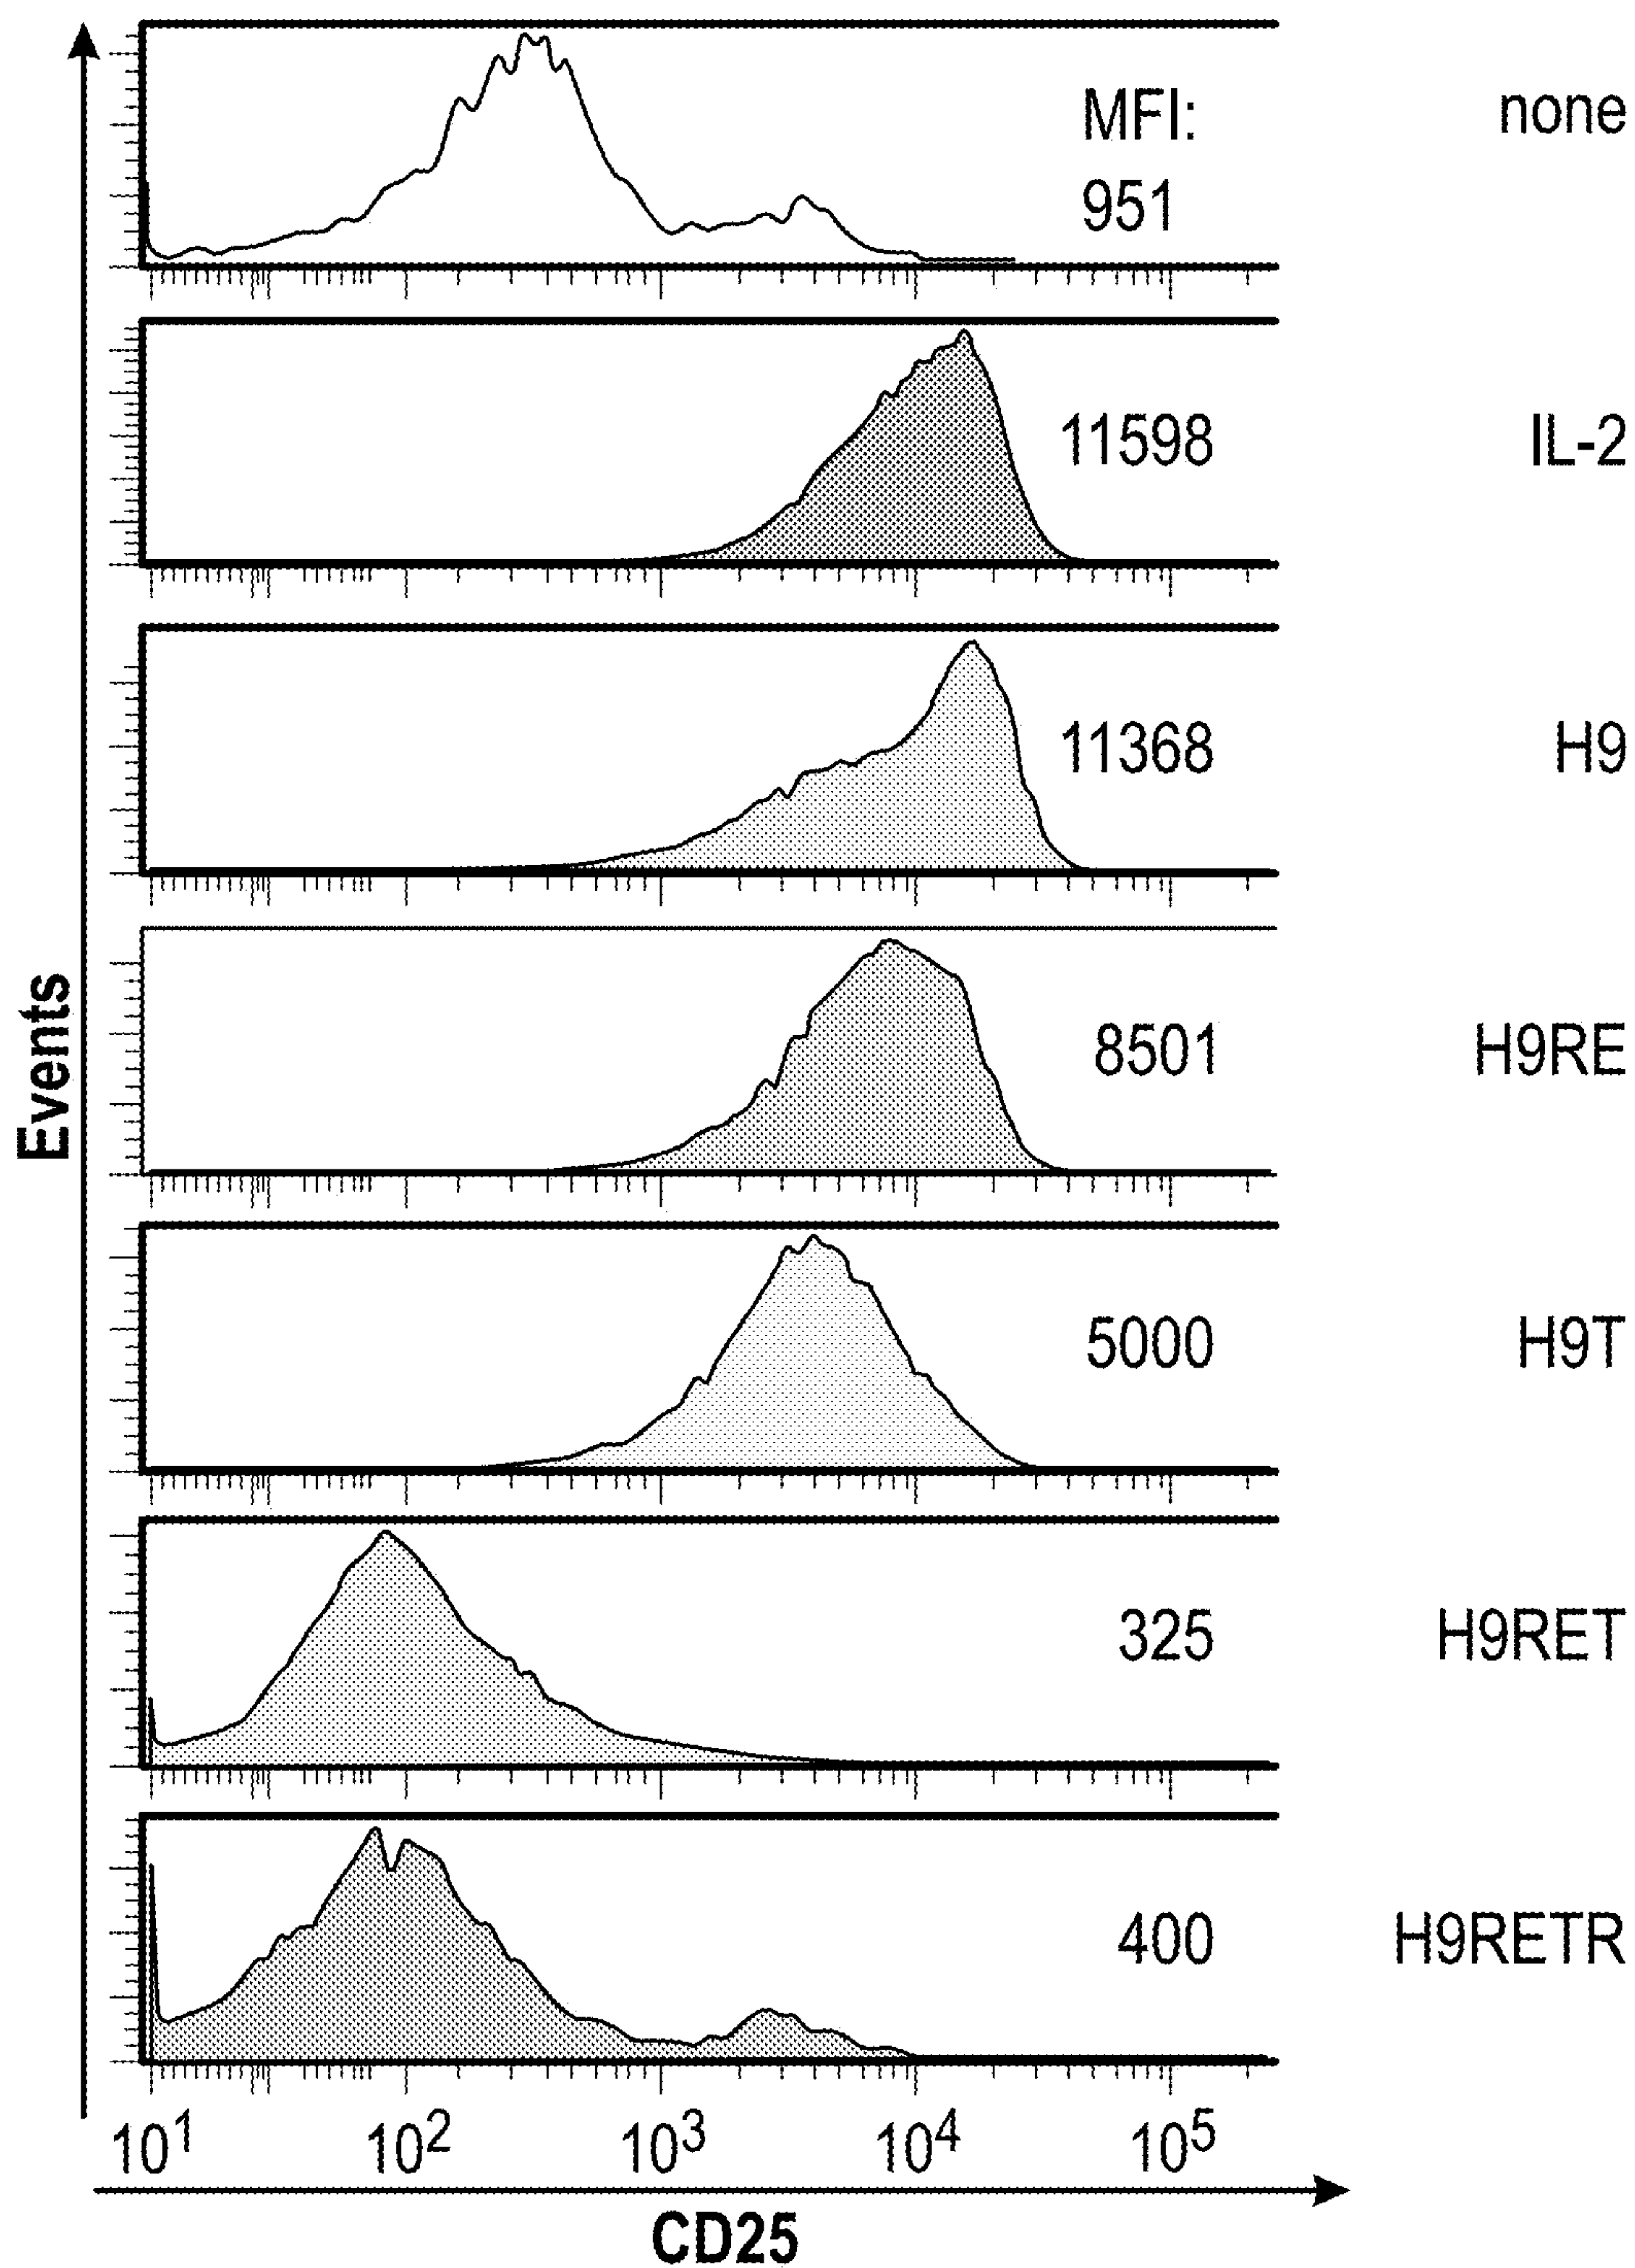 MFI:
951
none
11598
IL-2
11368
H9
8501
H9RE
5000
H9T
325
H9RET
400
H9RETR
Events
10¹ 10² 10³ 10⁴ 10⁵
CD25